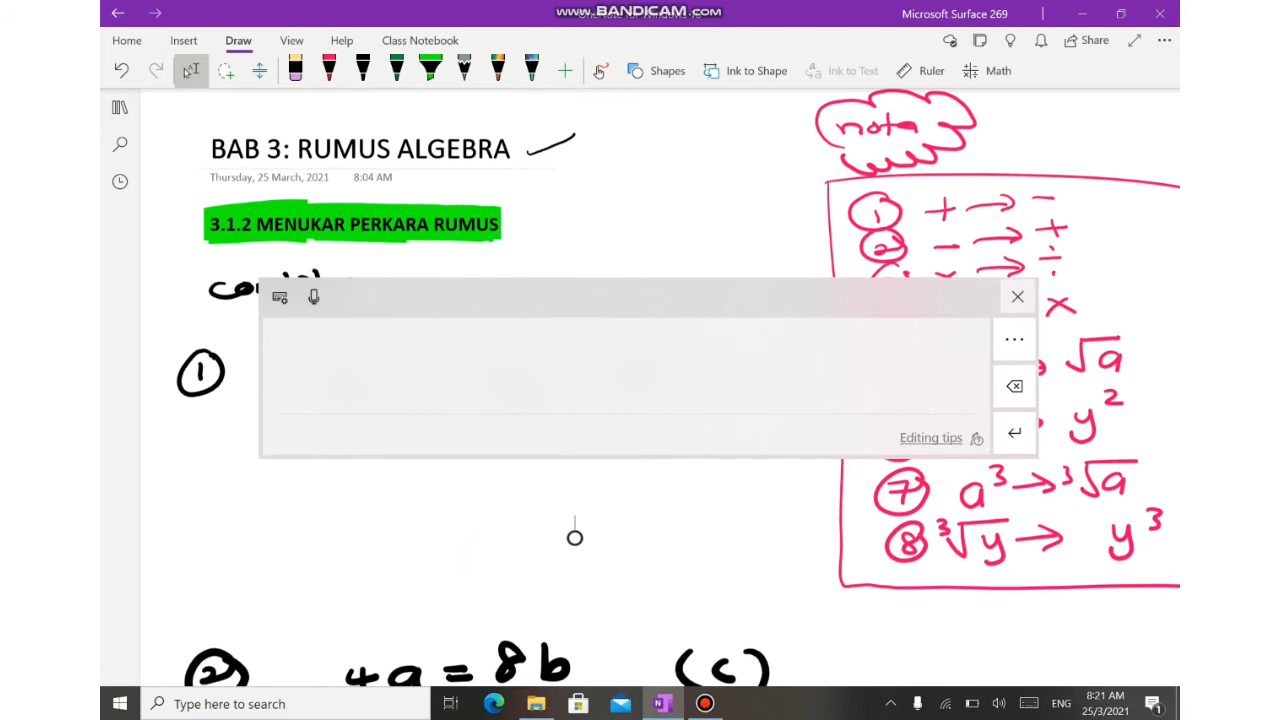 www.BANDICAM.com
Microsoft Surface 269
Home Insert Draw View Help Class Notebook
Share
Shapes Ink to Shape Ink to Text Ruler Math
BAB 3: RUMUS ALGEBRA
Thursday, 25 March, 2021 8:04 AM
3.1.2 MENUKAR PERKARA RUMUS
Editing tips
1
2 4a = 8b (c)
nota
1 + → −
2 − → +
→ ÷
×
√a
y²
7 a³ → ³√a
8 ³√y → y³
Type here to search
ENG
8:21 AM
25/3/2021
1